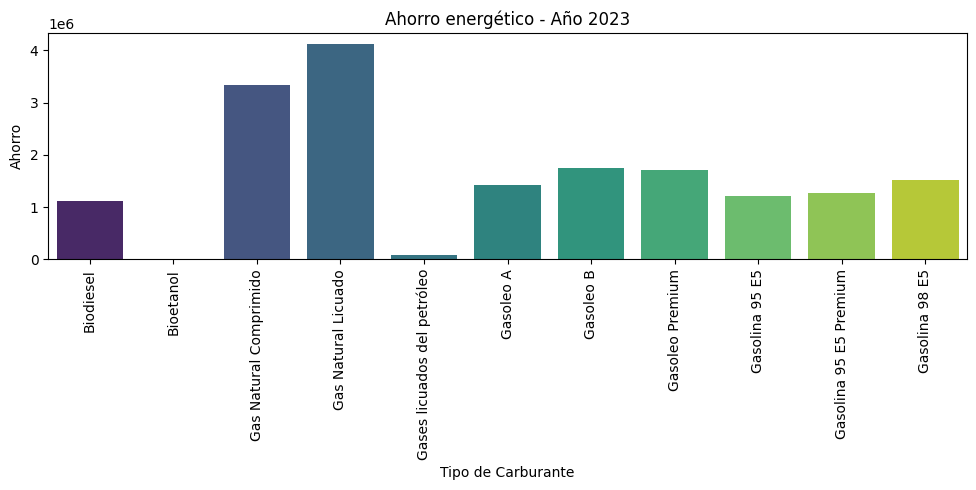 Ahorro energético - Año 2023
1e6
4
3
2
1
0
Ahorro
Biodiesel
Bioetanol
Gas Natural Comprimido
Gas Natural Licuado
Gases licuados del petróleo
Gasoleo A
Gasoleo B
Gasoleo Premium
Gasolina 95 E5
Gasolina 95 E5 Premium
Gasolina 98 E5
Tipo de Carburante